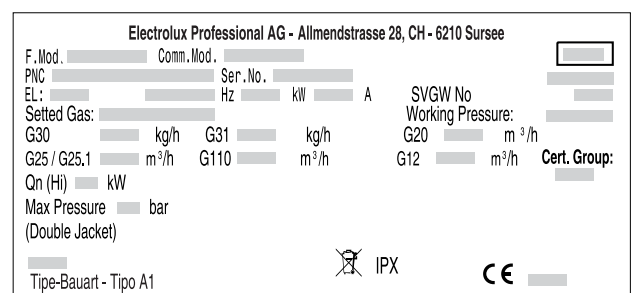 Electrolux Professional AG - Allmendstrasse 28, CH - 6210 Sursee
F.Mod. Comm.Mod.
PNC Ser.No.
EL: Hz kW A SVGW No
Setted Gas: Working Pressure:
G30 kg/h G31 kg/h G20 m³/h
G25 / G25.1 m³/h G110 m³/h G12 m³/h Cert. Group:
Qn (Hi) kW
Max Pressure bar
(Double Jacket)
IPX CE
Tipe-Bauart - Tipo A1